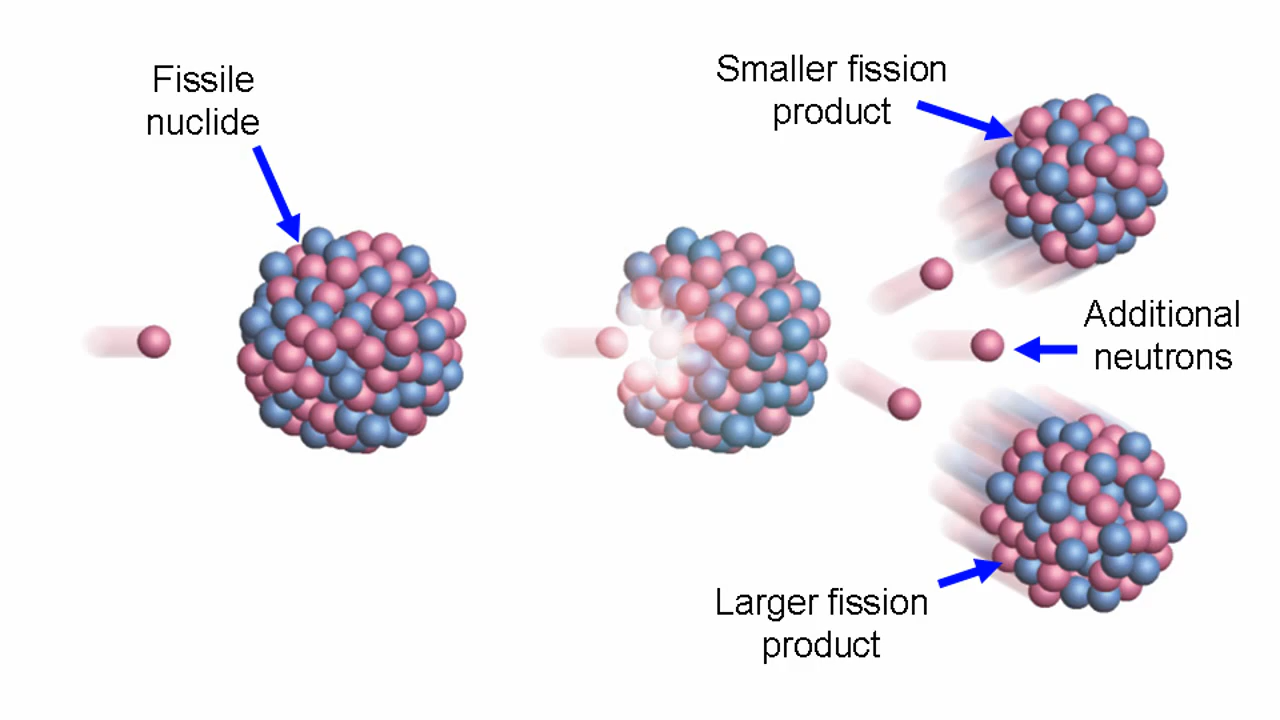 Fissile
nuclide
Smaller fission
product
Additional
neutrons
Larger fission
product